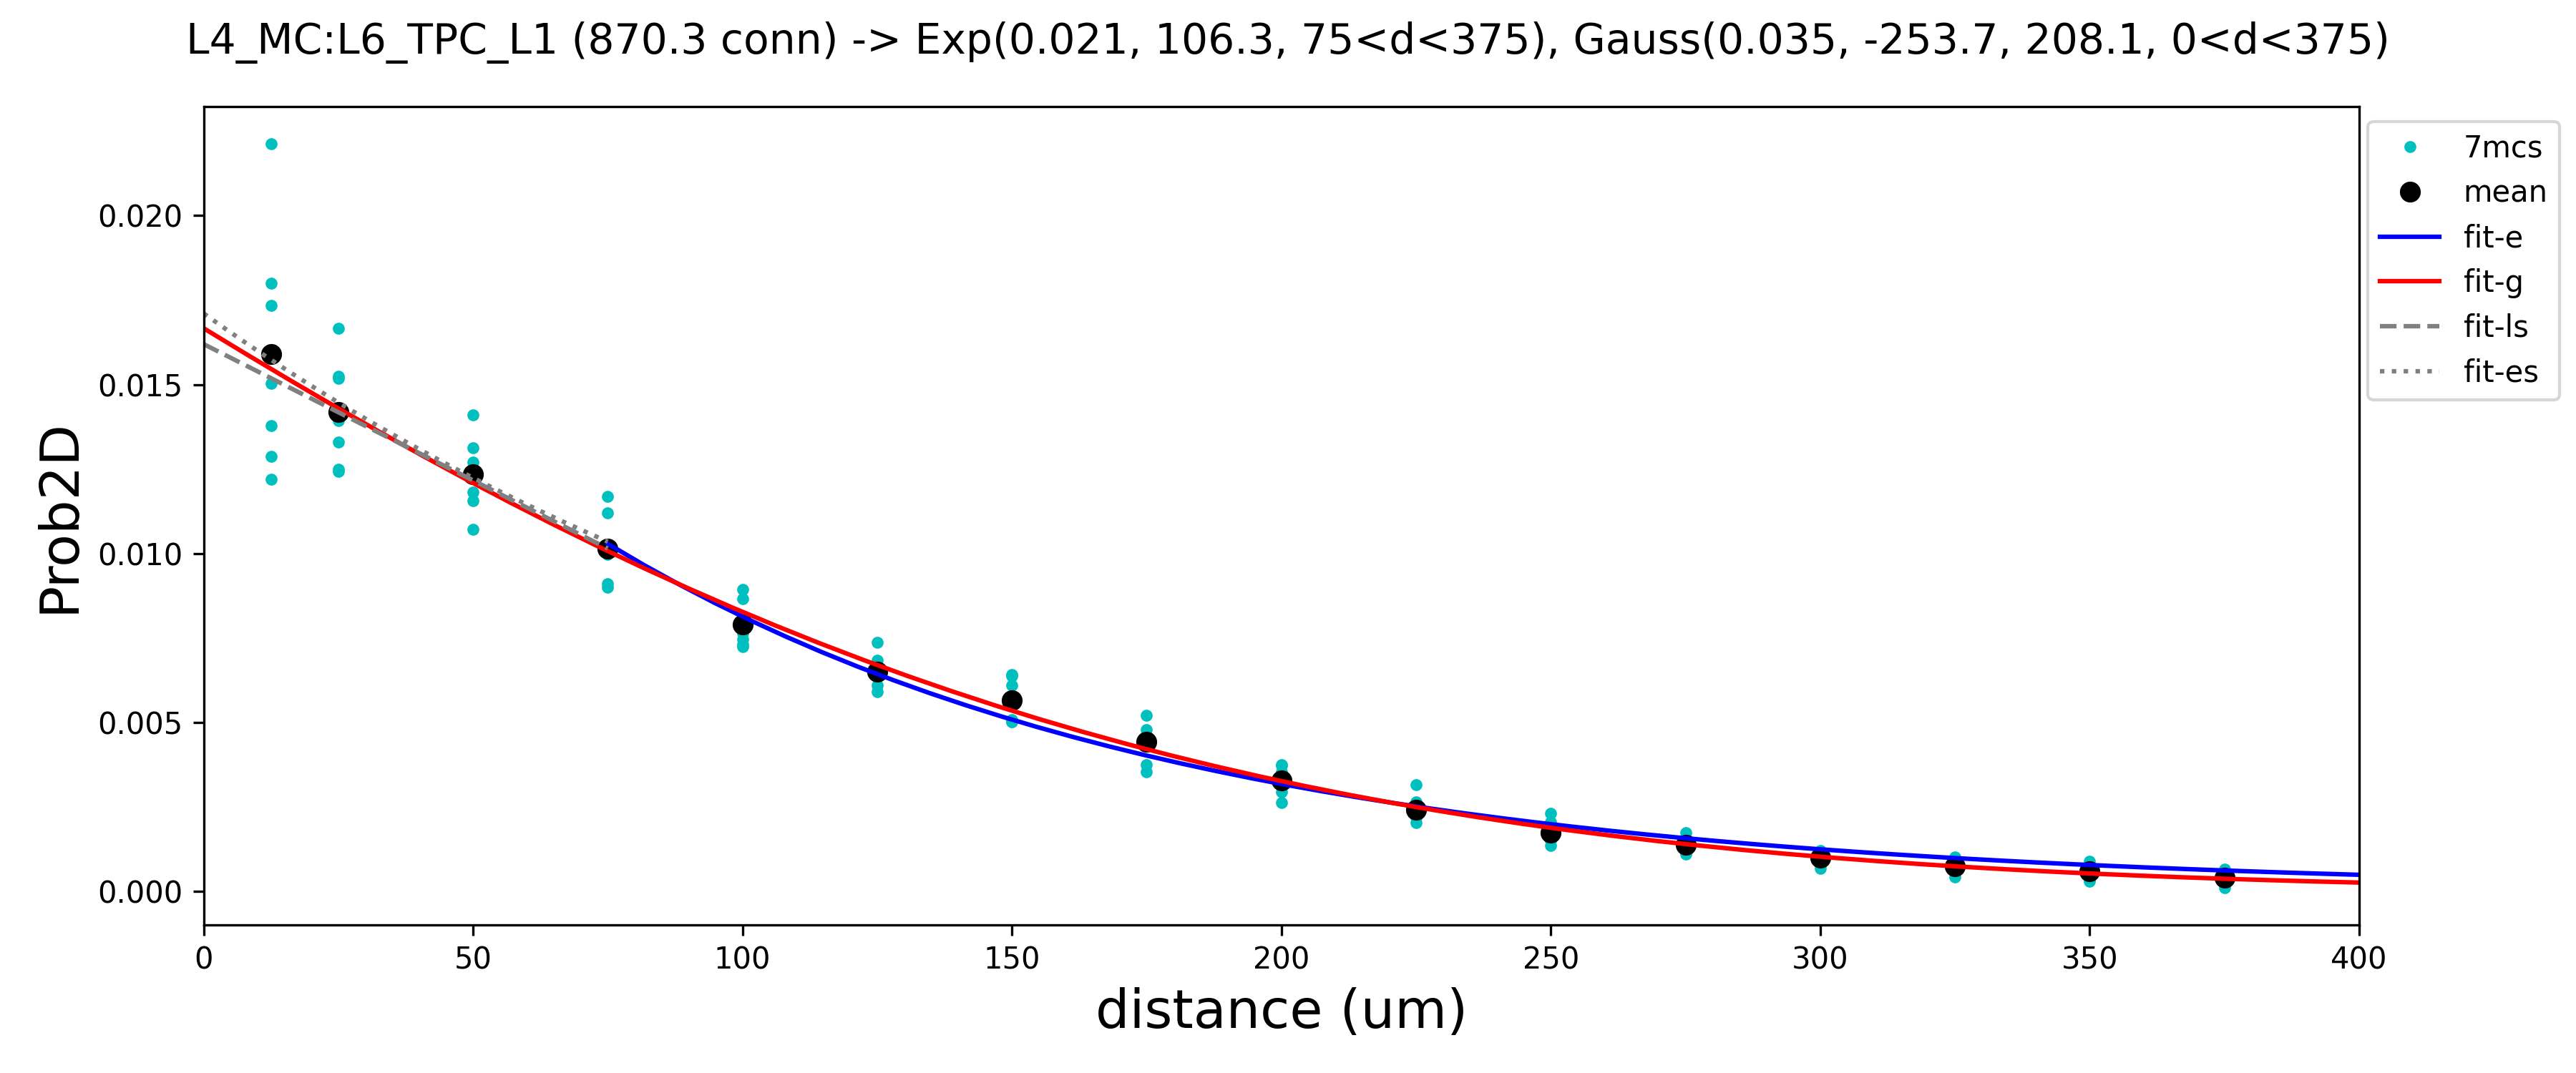 L4_MC:L6_TPC_L1 (870.3 conn) -> Exp(0.021, 106.3, 75<d<375), Gauss(0.035, -253.7, 208.1, 0<d<375)
7mcs
mean
fit-e
fit-g
fit-ls
fit-es
Prob2D
0.020
0.015
0.010
0.005
0.000
0 50 100 150 200 250 300 350 400
distance (um)